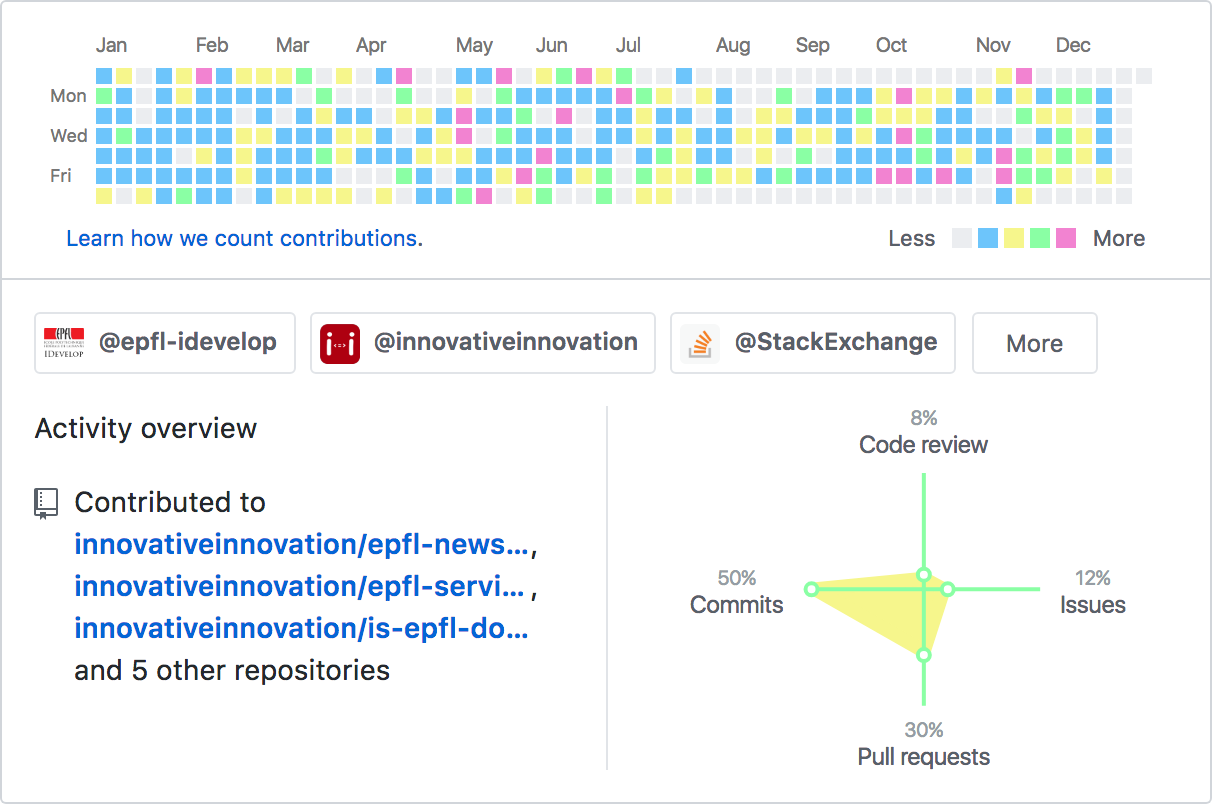 Jan Feb Mar Apr May Jun Jul Aug Sep Oct Nov Dec
Mon
Wed
Fri
Learn how we count contributions.
Less More
EPFL
IDEVELOP
@epfl-idevelop
@innovativeinnovation
@StackExchange
More
Activity overview
Contributed to
innovativeinnovation/epfl-news…,
innovativeinnovation/epfl-servi… ,
innovativeinnovation/is-epfl-do…
and 5 other repositories
8%
Code review
50%
Commits
12%
Issues
30%
Pull requests